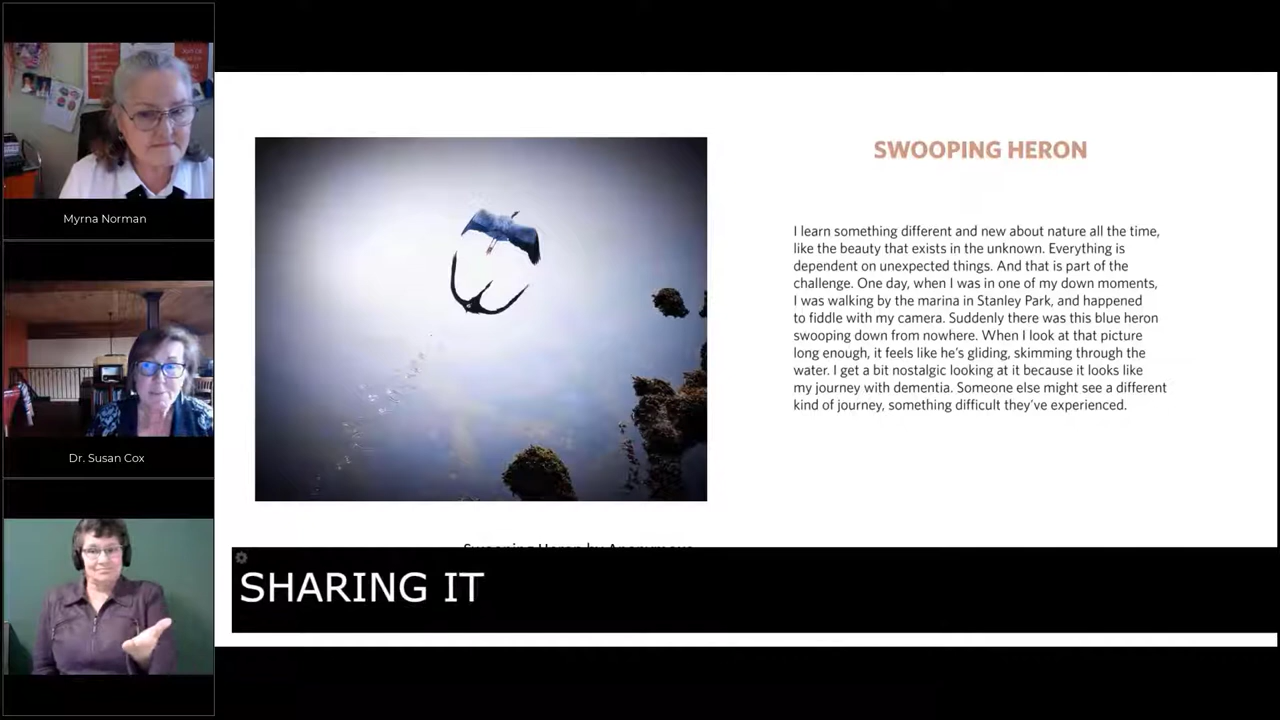 Myrna Norman
Dr. Susan Cox
SWOOPING HERON
I learn something different and new about nature all the time,
like the beauty that exists in the unknown. Everything is
dependent on unexpected things. And that is part of the
challenge. One day, when I was in one of my down moments,
I was walking by the marina in Stanley Park, and happened
to fiddle with my camera. Suddenly there was this blue heron
swooping down from nowhere. When I look at that picture
long enough, it feels like he’s gliding, skimming through the
water. I get a bit nostalgic looking at it because it looks like
my journey with dementia. Someone else might see a different
kind of journey, something difficult they’ve experienced.
Swooping Heron by Anonymous
SHARING IT